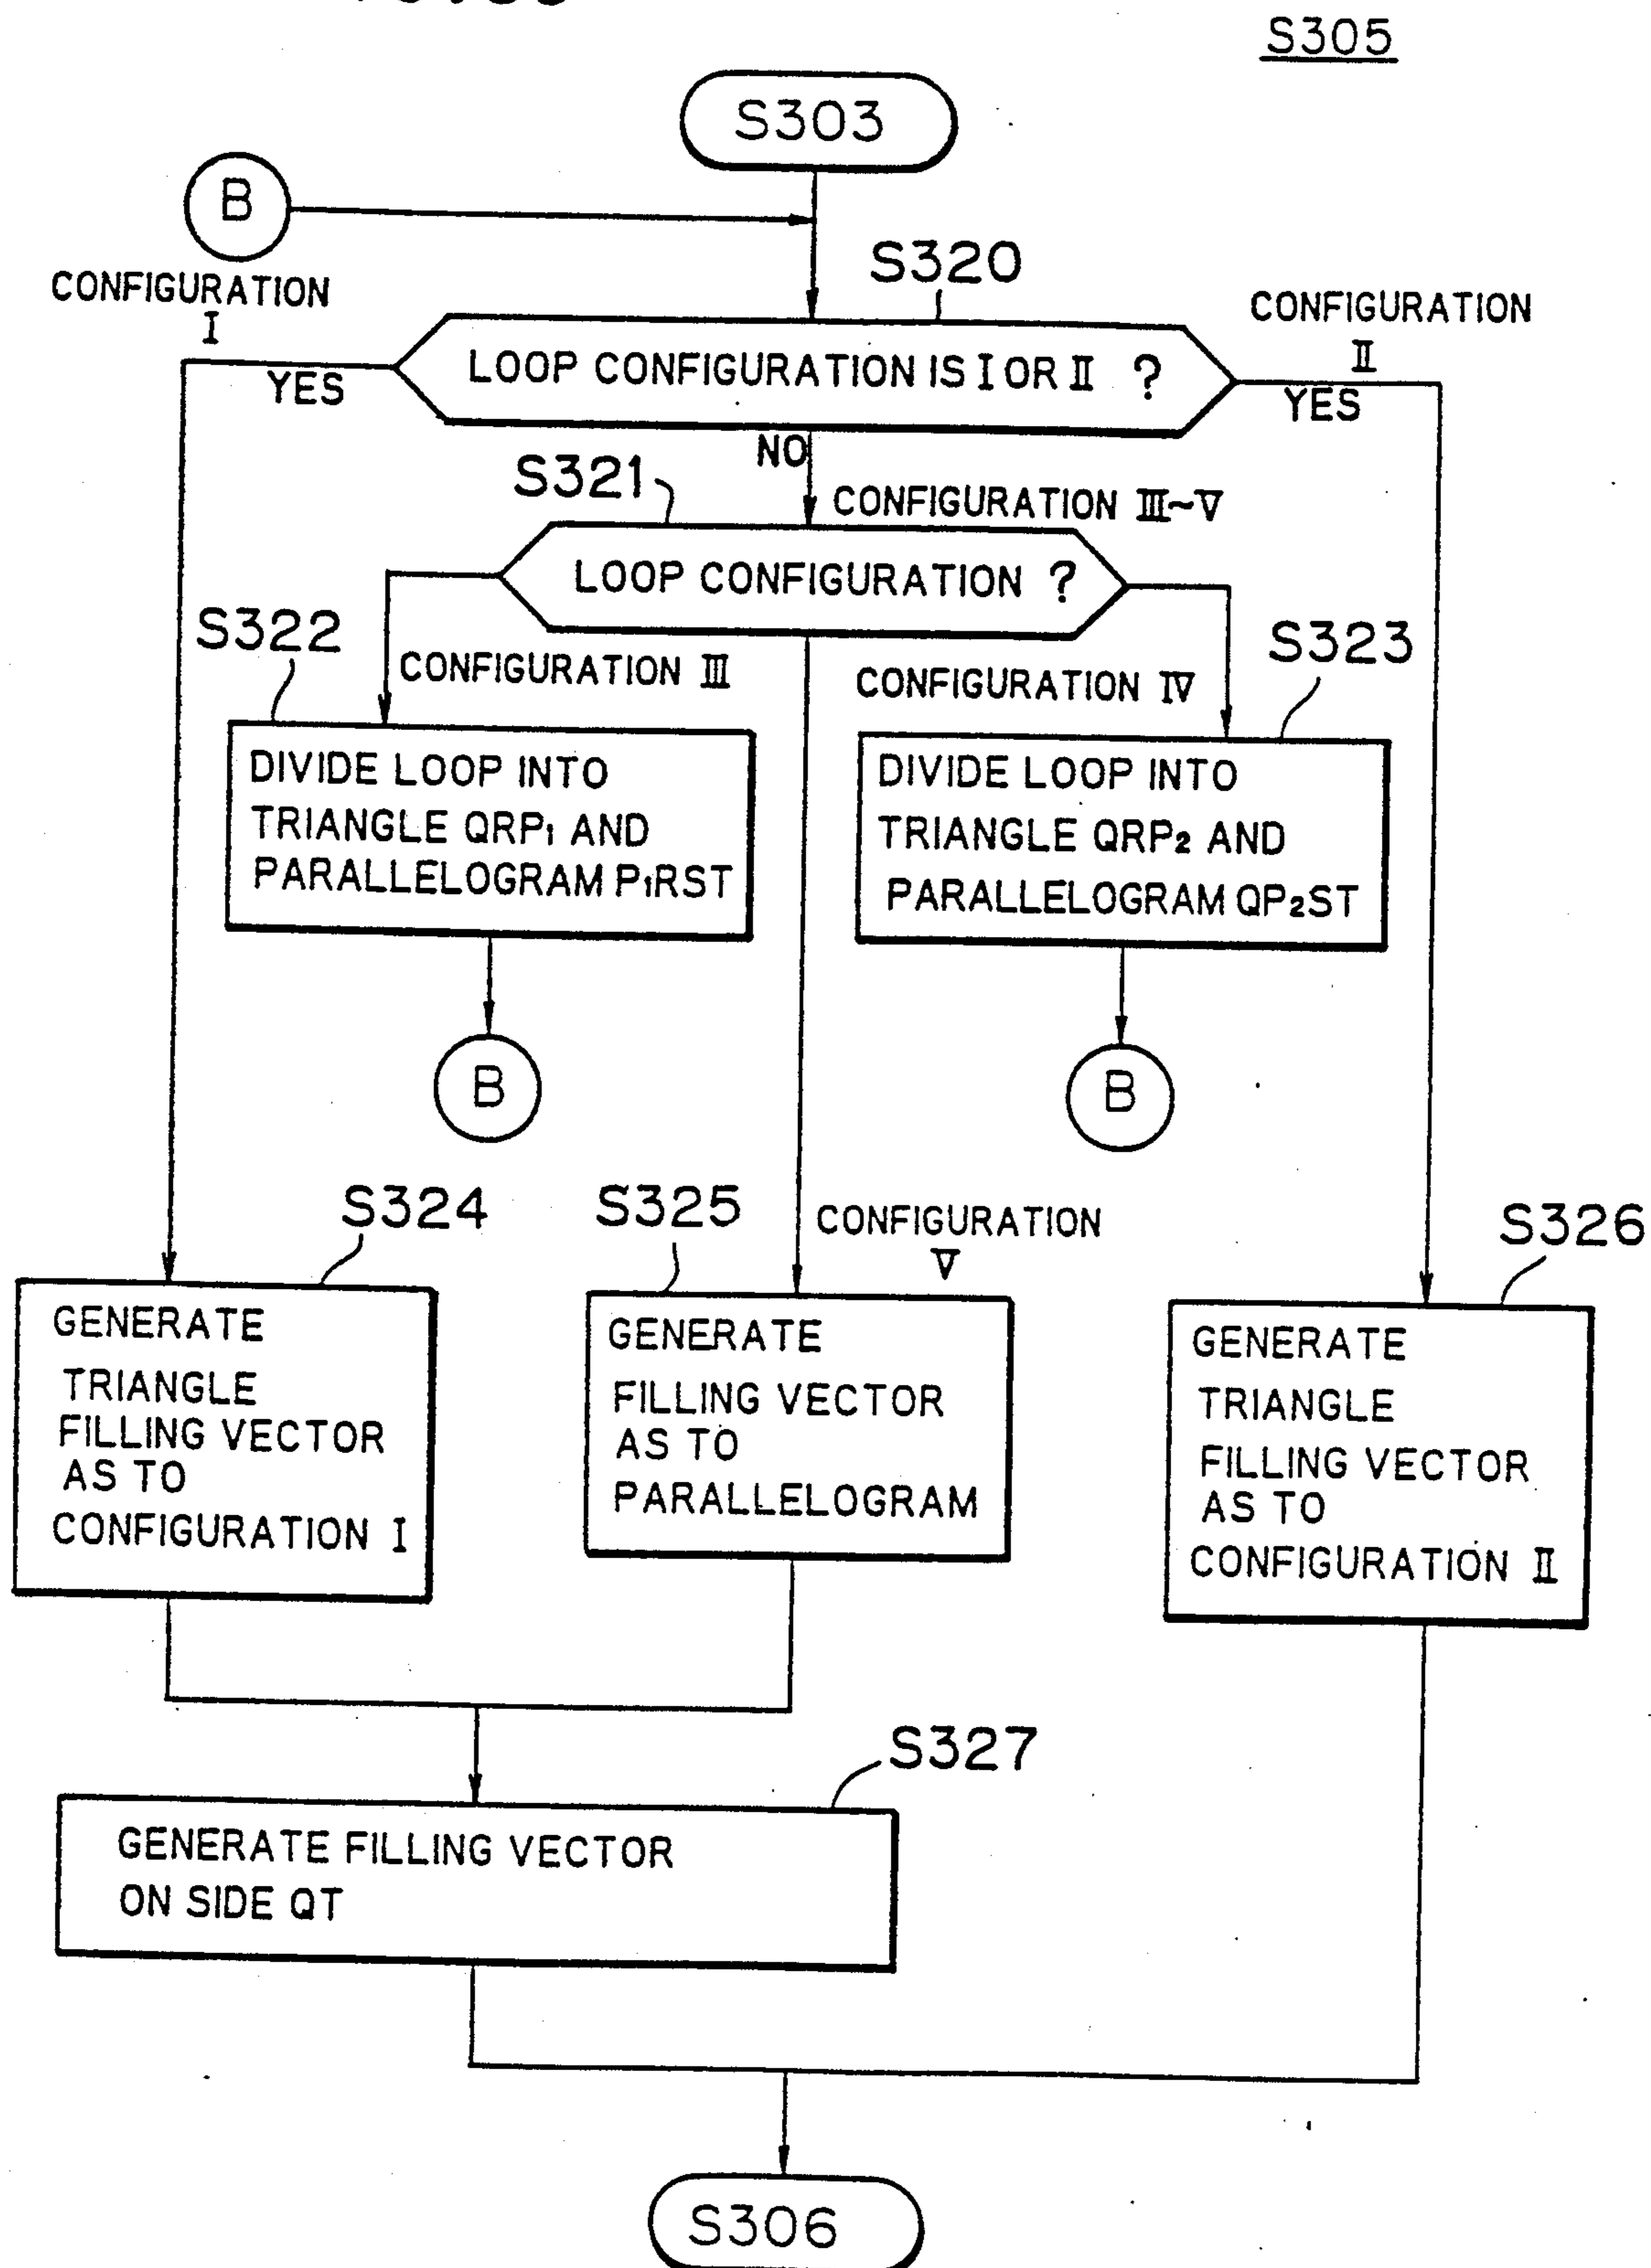 S305
S303
B
S320
CONFIGURATION
I
CONFIGURATION
II
LOOP CONFIGURATION IS I OR II ?
YES
YES
NO
S321
CONFIGURATION III~V
LOOP CONFIGURATION ?
S322
S323
CONFIGURATION III
CONFIGURATION IV
DIVIDE LOOP INTO
TRIANGLE QRP1 AND
PARALLELOGRAM P1RST
DIVIDE LOOP INTO
TRIANGLE QRP2 AND
PARALLELOGRAM QP2ST
B
B
S324
S325
CONFIGURATION
V
S326
GENERATE
TRIANGLE
FILLING VECTOR
AS TO
CONFIGURATION I
GENERATE
FILLING VECTOR
AS TO
PARALLELOGRAM
GENERATE
TRIANGLE
FILLING VECTOR
AS TO
CONFIGURATION II
S327
GENERATE FILLING VECTOR
ON SIDE QT
S306